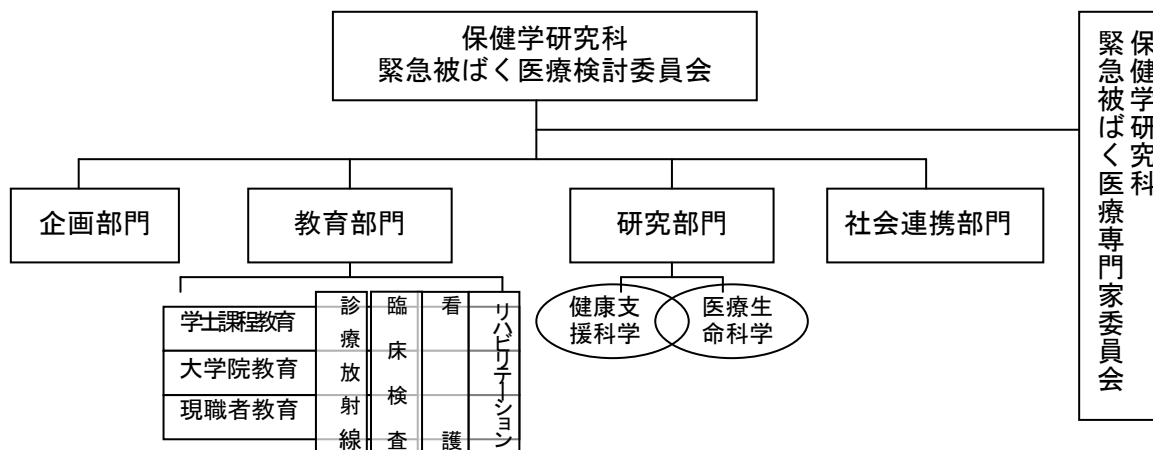 保健学研究科
緊急被ばく医療検討委員会
保健学研究科
緊急被ばく医療専門家委員会
企画部門
教育部門
研究部門
社会連携部門
学士課程教育
大学院教育
現職者教育
診療放射線
臨床検査
看護
リハビリテーション
健康支
援科学
医療生
命科学